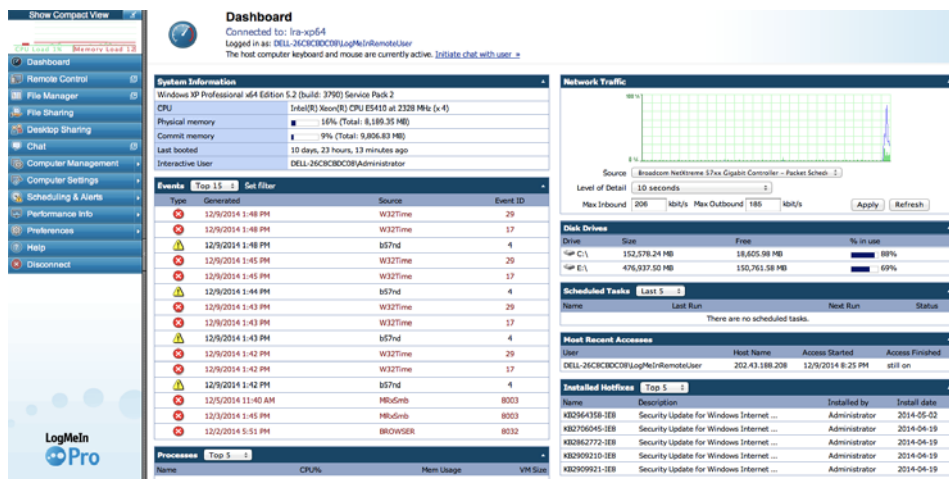 Show Compact View
CPU Load 1% Memory Load 12
Dashboard
Remote Control
File Manager
File Sharing
Desktop Sharing
Chat
Computer Management
Computer Settings
Scheduling & Alerts
Performance Info
Preferences
Help
Disconnect
LogMeIn
Pro
Dashboard
Connected to: lra-xp64
Logged in as: DELL-26C8CBDC08\LogMeInRemoteUser
The host computer keyboard and mouse are currently active. Initiate chat with user »
System Information
Windows XP Professional x64 Edition 5.2 (build: 3790) Service Pack 2
CPU Intel(R) Xeon(R) CPU E5410 at 2328 MHz (x 4)
Physical memory 16% (Total: 8,189.35 MB)
Commit memory 9% (Total: 9,806.83 MB)
Last booted 10 days, 23 hours, 13 minutes ago
Interactive User DELL-26C8CBDC08\Administrator
Events Top 15 Set filter
Type Generated Source Event ID
12/9/2014 1:48 PM W32Time 29
12/9/2014 1:48 PM W32Time 17
12/9/2014 1:48 PM b57nd 4
12/9/2014 1:45 PM W32Time 29
12/9/2014 1:45 PM W32Time 17
12/9/2014 1:44 PM b57nd 4
12/9/2014 1:43 PM W32Time 29
12/9/2014 1:43 PM W32Time 17
12/9/2014 1:43 PM b57nd 4
12/9/2014 1:42 PM W32Time 29
12/9/2014 1:42 PM W32Time 17
12/9/2014 1:42 PM b57nd 4
12/5/2014 11:40 AM MRxSmb 8003
12/3/2014 1:45 PM MRxSmb 8003
12/2/2014 5:51 PM BROWSER 8032
Processes Top 5
Name CPU% Mem Usage VM Size
Network Traffic
100 %
0 %
Source Broadcom NetXtreme 57xx Gigabit Controller - Packet Sched
Level of Detail 10 seconds
Max Inbound 206 kbit/s Max Outbound 186 kbit/s Apply Refresh
Disk Drives
Drive Size Free % in use
C:\ 152,578.24 MB 18,605.98 MB 88%
E:\ 476,937.50 MB 150,761.58 MB 69%
Scheduled Tasks Last 5
Name Last Run Next Run Status
There are no scheduled tasks.
Most Recent Accesses
User Host Name Access Started Access Finished
DELL-26C8CBDC08\LogMeInRemoteUser 202.43.188.208 12/9/2014 8:25 PM still on
Installed Hotfixes Top 5
Name Description Installed by Install date
KB2964358-IE8 Security Update for Windows Internet ... Administrator 2014-05-02
KB2706045-IE8 Security Update for Windows Internet ... Administrator 2014-04-19
KB2862772-IE8 Security Update for Windows Internet ... Administrator 2014-04-19
KB2909210-IE8 Security Update for Windows Internet ... Administrator 2014-04-19
KB2909921-IE8 Security Update for Windows Internet ... Administrator 2014-04-19